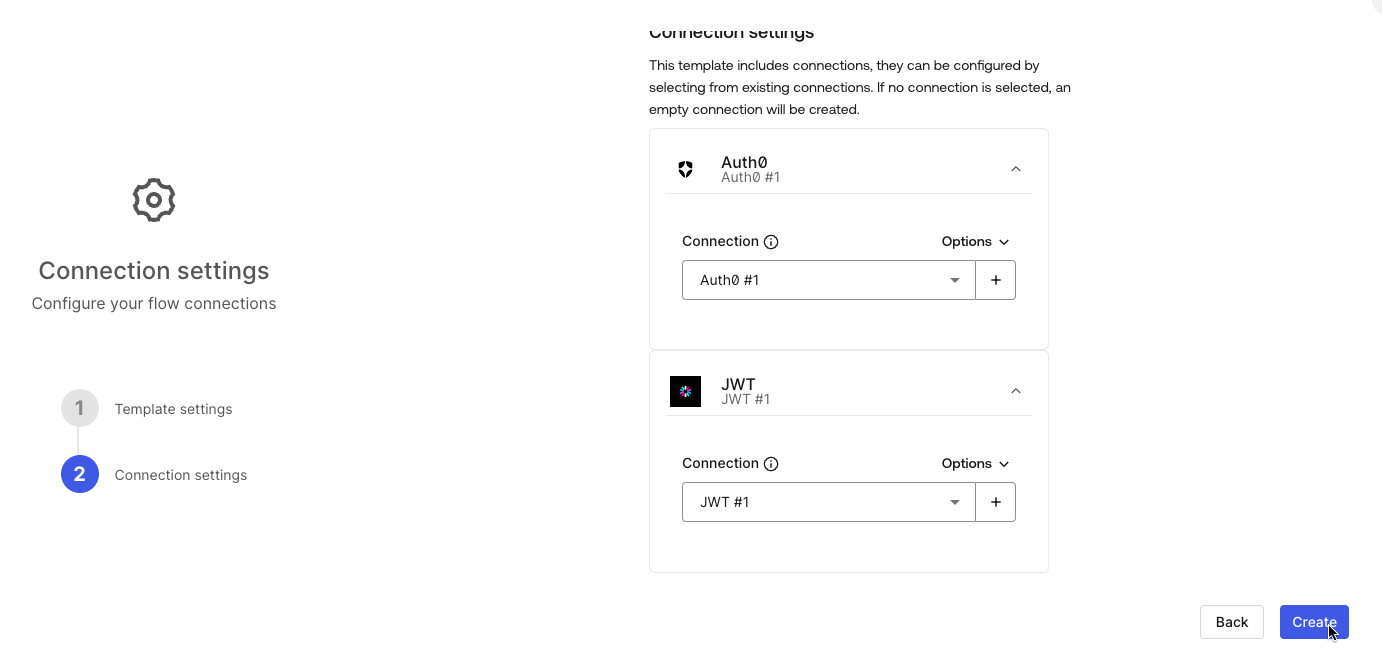 Connection settings
This template includes connections, they can be configured by
selecting from existing connections. If no connection is selected, an
empty connection will be created.
Auth0
Auth0 #1
Connection
Options
Auth0 #1
+
JWT
JWT #1
Connection
Options
JWT #1
+
Connection settings
Configure your flow connections
1 Template settings
2 Connection settings
Back
Create